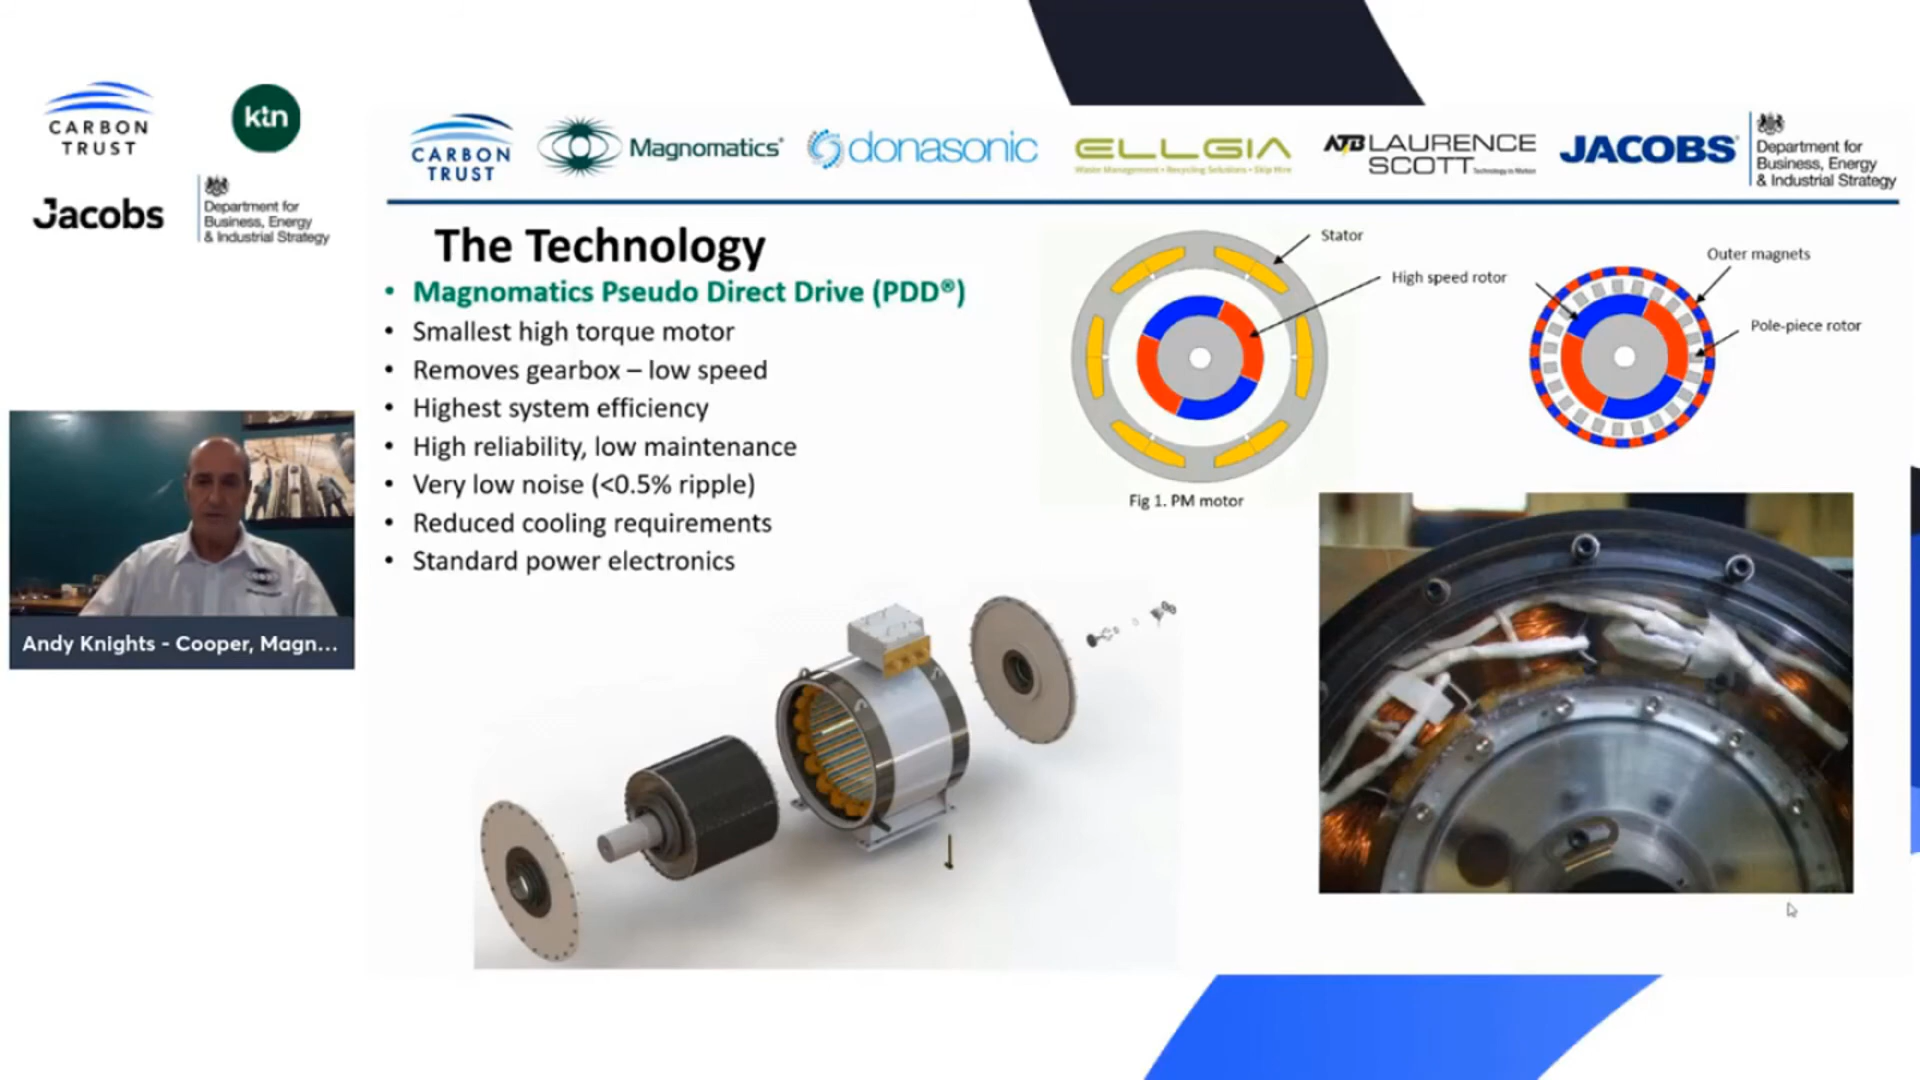 CARBON
TRUST
ktn
Jacobs
Department for
Business, Energy
& Industrial Strategy
Andy Knights - Cooper, Magn...
CARBON
TRUST
Magnomatics®
donasonic
ELLGIA
Waste Management • Recycling Solutions • Skip Hire
ATB LAURENCE
SCOTT Technology in Motion
JACOBS®
Department for
Business, Energy
& Industrial Strategy
The Technology
• Magnomatics Pseudo Direct Drive (PDD®)
• Smallest high torque motor
• Removes gearbox – low speed
• Highest system efficiency
• High reliability, low maintenance
• Very low noise (<0.5% ripple)
• Reduced cooling requirements
• Standard power electronics
Stator
High speed rotor
Fig 1. PM motor
Outer magnets
Pole-piece rotor